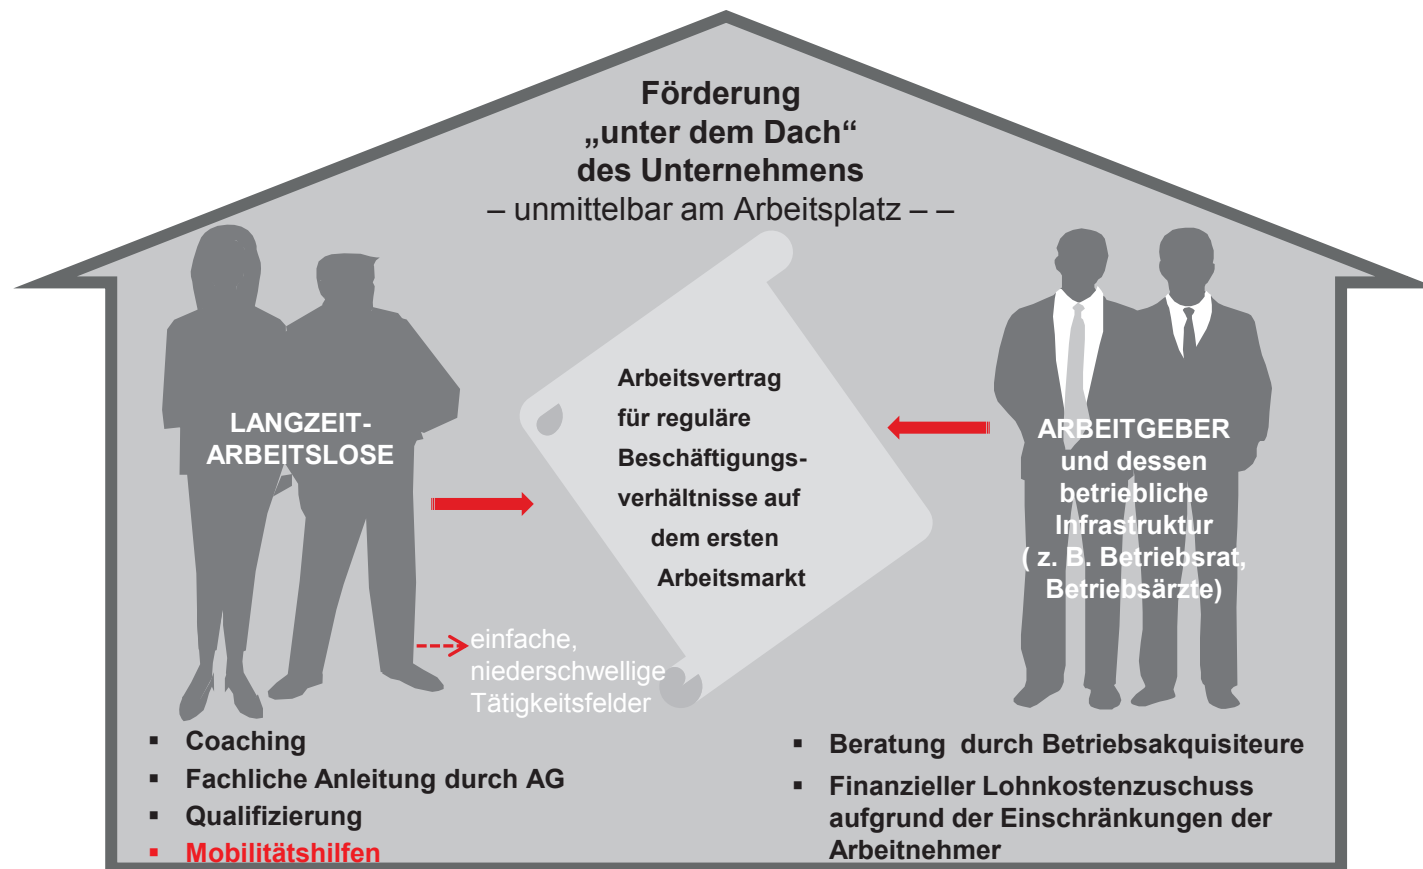 Förderung
„unter dem Dach“
des Unternehmens
– unmittelbar am Arbeitsplatz – –
LANGZEIT-
ARBEITSLOSE
Arbeitsvertrag
für reguläre
Beschäftigungs-
verhältnisse auf
dem ersten
Arbeitsmarkt
ARBEITGEBER
und dessen
betriebliche
Infrastruktur
( z. B. Betriebsrat,
Betriebsärzte)
einfache,
niederschwellige
Tätigkeitsfelder
▪ Coaching
▪ Fachliche Anleitung durch AG
▪ Qualifizierung
▪ Mobilitätshilfen
▪ Beratung  durch Betriebsakquisiteure
▪ Finanzieller Lohnkostenzuschuss
aufgrund der Einschränkungen der
Arbeitnehmer